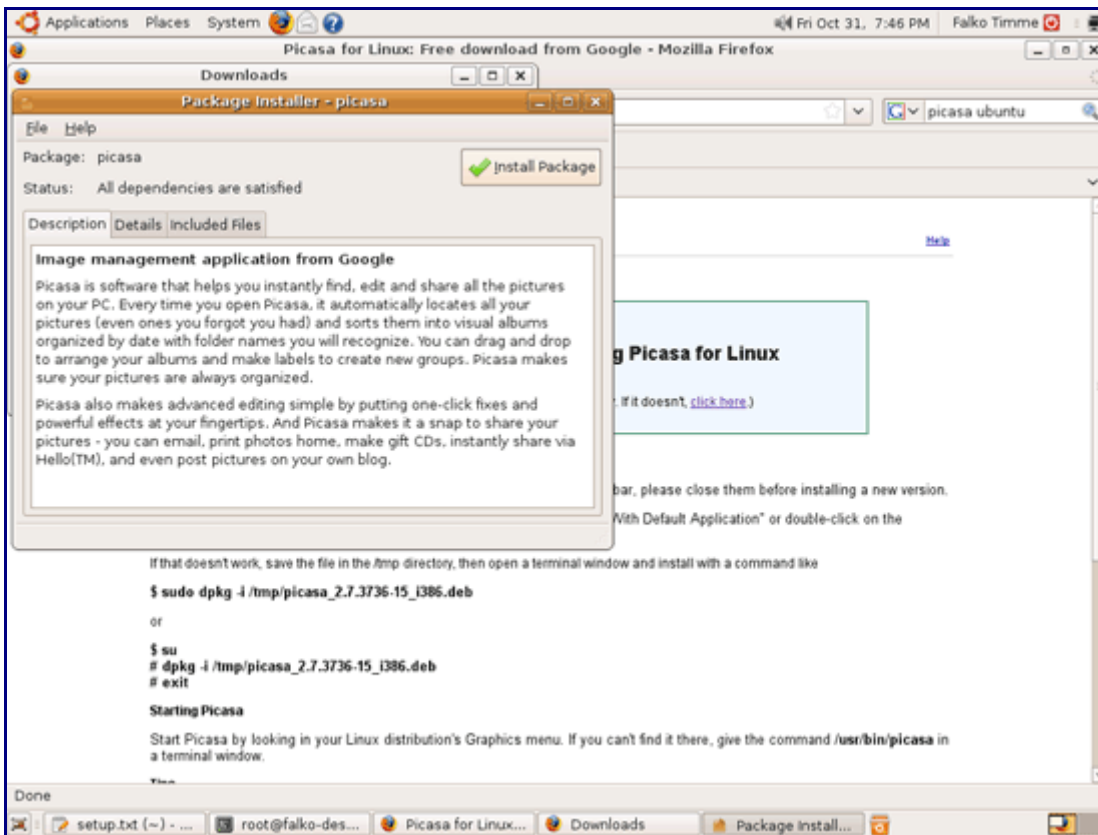 Applications Places System Fri Oct 31, 7:46 PM Falko Timme
Picasa for Linux: Free download from Google - Mozilla Firefox
Downloads
Package Installer - picasa
picasa ubuntu
File Help
Package: picasa
Install Package
Status: All dependencies are satisfied
Description Details Included Files
Image management application from Google
Picasa is software that helps you instantly find, edit and share all the pictures
on your PC. Every time you open Picasa, it automatically locates all your
pictures (even ones you forgot you had) and sorts them into visual albums
organized by date with folder names you will recognize. You can drag and drop
to arrange your albums and make labels to create new groups. Picasa makes
sure your pictures are always organized.
Picasa also makes advanced editing simple by putting one-click fixes and
powerful effects at your fingertips. And Picasa makes it a snap to share your
pictures - you can email, print photos home, make gift CDs, instantly share via
Hello(TM), and even post pictures on your own blog.
Help
g Picasa for Linux
. If it doesn't, click here.)
bar, please close them before installing a new version.
With Default Application" or double-click on the
If that doesn't work, save the file in the /tmp directory, then open a terminal window and install with a command like
$ sudo dpkg -i /tmp/picasa_2.7.3736-15_i386.deb
or
$ su
# dpkg -i /tmp/picasa_2.7.3736-15_i386.deb
# exit
Starting Picasa
Start Picasa by looking in your Linux distribution's Graphics menu. If you can't find it there, give the command /usr/bin/picasa in
a terminal window.
Done
setup.txt (~) - ... root@falko-des... Picasa for Linux... Downloads Package Install...